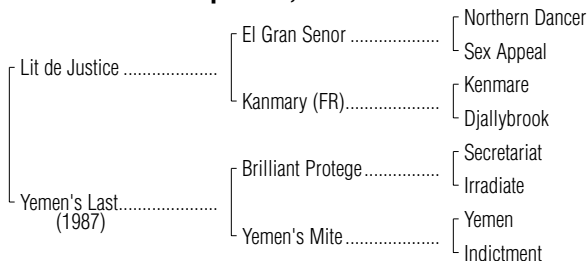 Northern Dancer
El Gran Senor ...................
Sex Appeal
Lit de Justice ....................
Kenmare
Kanmary (FR)....................
Djallybrook
Secretariat
Brilliant Protege................
Irradiate
Yemen's Last.....................
(1987)
Yemen
Yemen's Mite ....................
Indictment